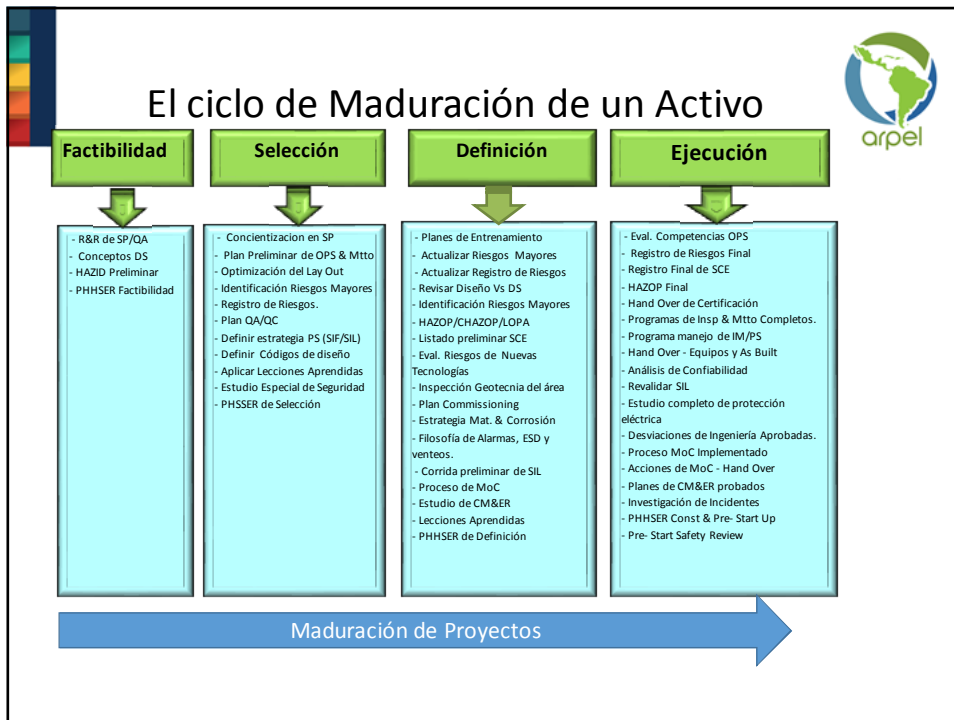 El ciclo de Maduración de un Activo
arpel
Factibilidad
- R&R de SP/QA
- Conceptos DS
- HAZID Preliminar
- PHHSER Factibilidad
Selección
- Concientizacion en SP
- Plan Preliminar de OPS & Mtto
- Optimización del Lay Out
- Identificación Riesgos Mayores
- Registro de Riesgos.
- Plan QA/QC
- Definir estrategia PS (SIF/SIL)
- Definir Códigos de diseño
- Aplicar Lecciones Aprendidas
- Estudio Especial de Seguridad
- PHSSER de Selección
Definición
- Planes de Entrenamiento
- Actualizar Riesgos Mayores
- Actualizar Registro de Riesgos
- Revisar Diseño Vs DS
- Identificación Riesgos Mayores
- HAZOP/CHAZOP/LOPA
- Listado preliminar SCE
- Eval. Riesgos de Nuevas
Tecnologías
- Inspección Geotecnia del área
- Plan Commissioning
- Estrategia Mat. & Corrosión
- Filosofía de Alarmas, ESD y
venteos.
- Corrida preliminar de SIL
- Proceso de MoC
- Estudio de CM&ER
- Lecciones Aprendidas
- PHHSER de Definición
Ejecución
- Eval. Competencias OPS
- Registro de Riesgos Final
- Registro Final de SCE
- HAZOP Final
- Hand Over de Certificación
- Programas de Insp & Mtto Completos.
- Programa manejo de IM/PS
- Hand Over - Equipos y As Built
- Análisis de Confiabilidad
- Revalidar SIL
- Estudio completo de protección
eléctrica
- Desviaciones de Ingeniería Aprobadas.
- Proceso MoC Implementado
- Acciones de MoC - Hand Over
- Planes de CM&ER probados
- Investigación de Incidentes
- PHHSER Const & Pre- Start Up
- Pre- Start Safety Review
Maduración de Proyectos